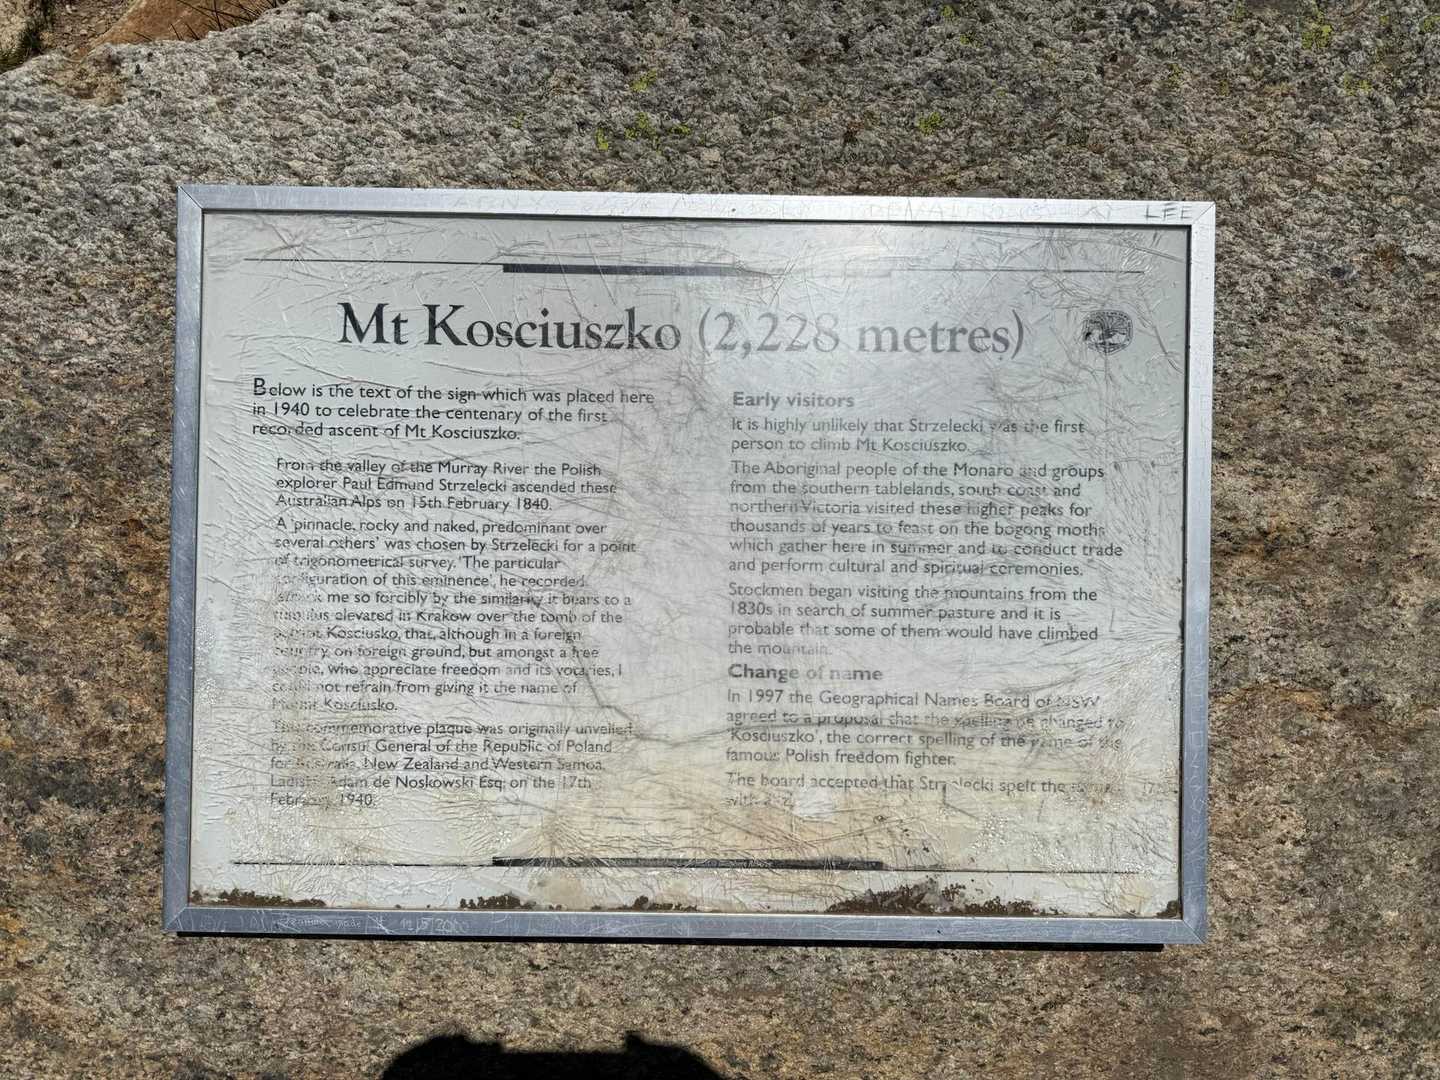 LEE
Mt Kosciuszko (2,228 metres)
Below is the text of the sign which was placed here
in 1940 to celebrate the centenary of the first
recorded ascent of Mt Kosciuszko.
From the valley of the Murray River the Polish
explorer Paul Edmund Strzelecki ascended these
Australian Alps on 15th February 1840.
A 'pinnacle, rocky and naked, predominant over
several others' was chosen by Strzelecki for a point
of trigonometrical survey. 'The particular
configuration of this eminence', he recorded,
struck me so forcibly by the similarity it bears to a
tumulus elevated in Krakow over the tomb of the
patriot Kosciusko, that, although in a foreign
country, on foreign ground, but amongst a free
people, who appreciate freedom and its votaries, I
could not refrain from giving it the name of
Mount Kosciusko.
This commemorative plaque was originally unveiled
by the Consul General of the Republic of Poland
for Australia, New Zealand and Western Samoa,
Adam de Noskowski Esq; on the 17th
February 1940.
Early visitors
It is highly unlikely that Strzelecki was the first
person to climb Mt Kosciuszko.
The Aboriginal people of the Monaro and groups
from the southern tablelands, south coast and
northern Victoria visited these higher peaks for
thousands of years to feast on the bogong moths
which gather here in summer and to conduct trade
and perform cultural and spiritual ceremonies.
Stockmen began visiting the mountains from the
1830s in search of summer pasture and it is
probable that some of them would have climbed
the mountain.
Change of name
In 1997 the Geographical Names Board of NSW
agreed to a proposal that the spelling be changed to
'Kosciuszko', the correct spelling of the name of the
famous Polish freedom fighter.
The board accepted that Strzelecki spelt the
with a 'z'.